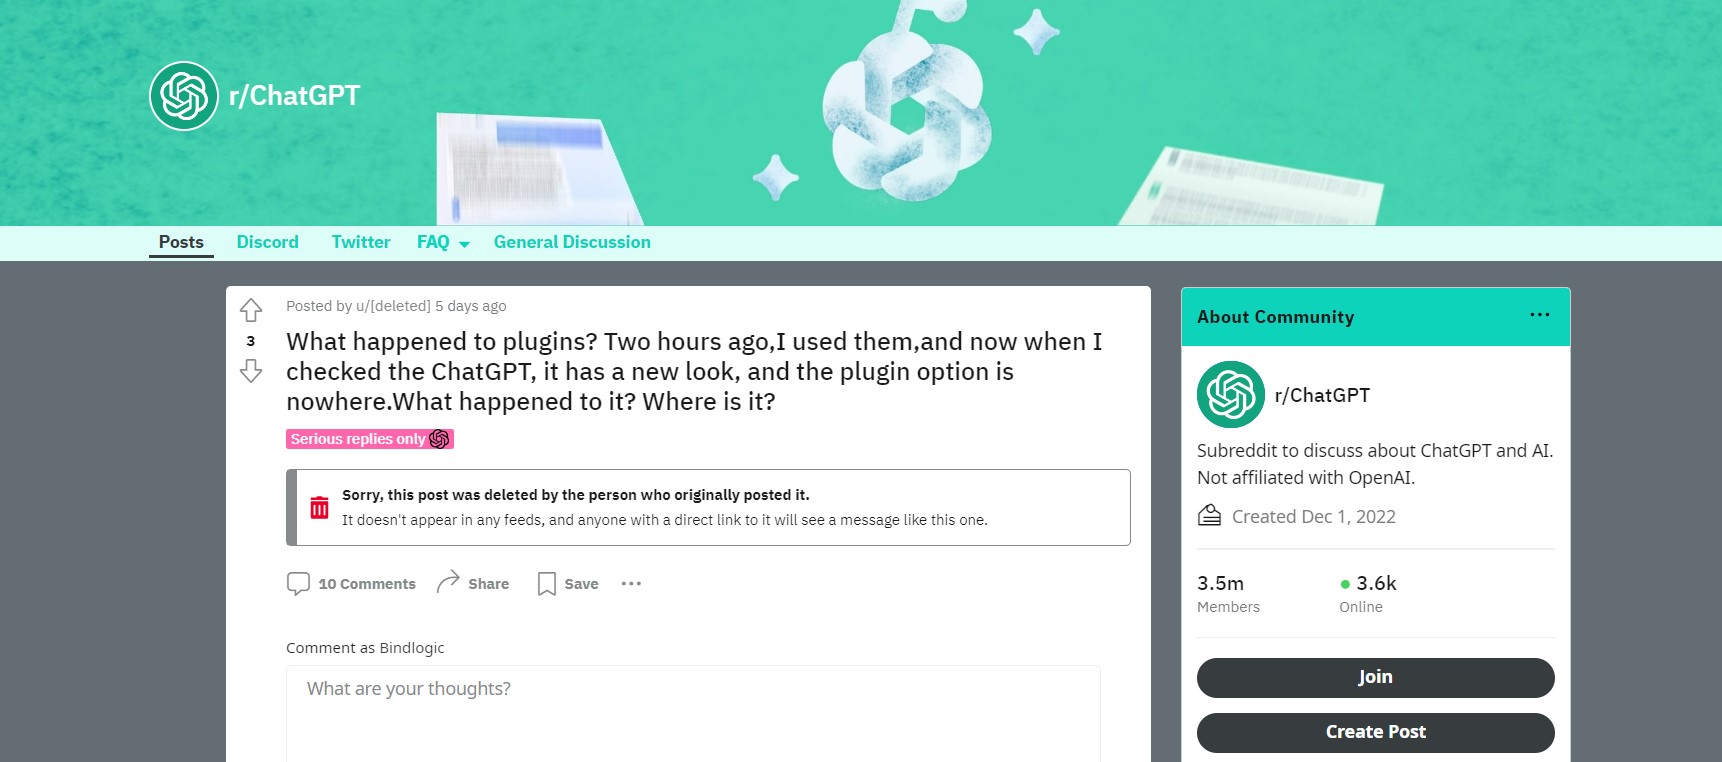 r/ChatGPT
Posts Discord Twitter FAQ General Discussion
Posted by u/[deleted] 5 days ago
3
What happened to plugins? Two hours ago,I used them,and now when I
checked the ChatGPT, it has a new look, and the plugin option is
nowhere.What happened to it? Where is it?
Serious replies only
Sorry, this post was deleted by the person who originally posted it.
It doesn't appear in any feeds, and anyone with a direct link to it will see a message like this one.
10 Comments Share Save
Comment as Bindlogic
What are your thoughts?
About Community
r/ChatGPT
Subreddit to discuss about ChatGPT and AI.
Not affiliated with OpenAI.
Created Dec 1, 2022
3.5m 3.6k
Members Online
Join
Create Post